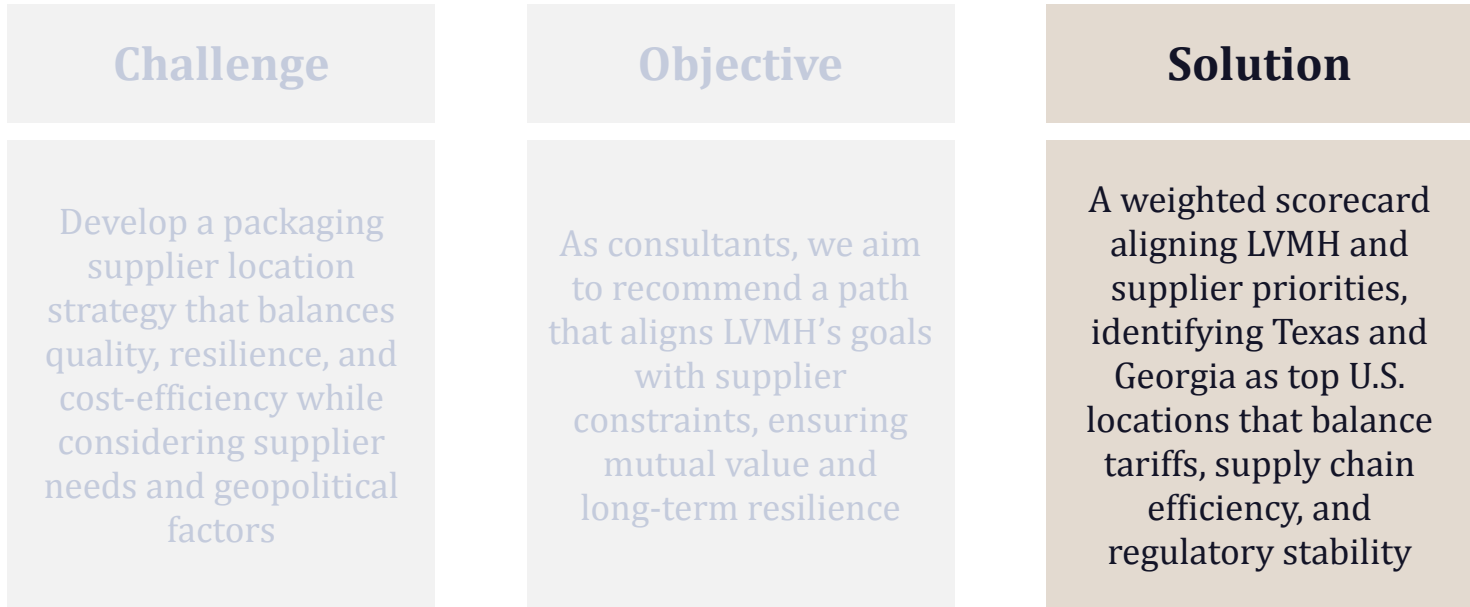 Challenge
Develop a packaging
supplier location
strategy that balances
quality, resilience, and
cost-efficiency while
considering supplier
needs and geopolitical
factors
Objective
As consultants, we aim
to recommend a path
that aligns LVMH’s goals
with supplier
constraints, ensuring
mutual value and
long-term resilience
Solution
A weighted scorecard
aligning LVMH and
supplier priorities,
identifying Texas and
Georgia as top U.S.
locations that balance
tariffs, supply chain
efficiency, and
regulatory stability